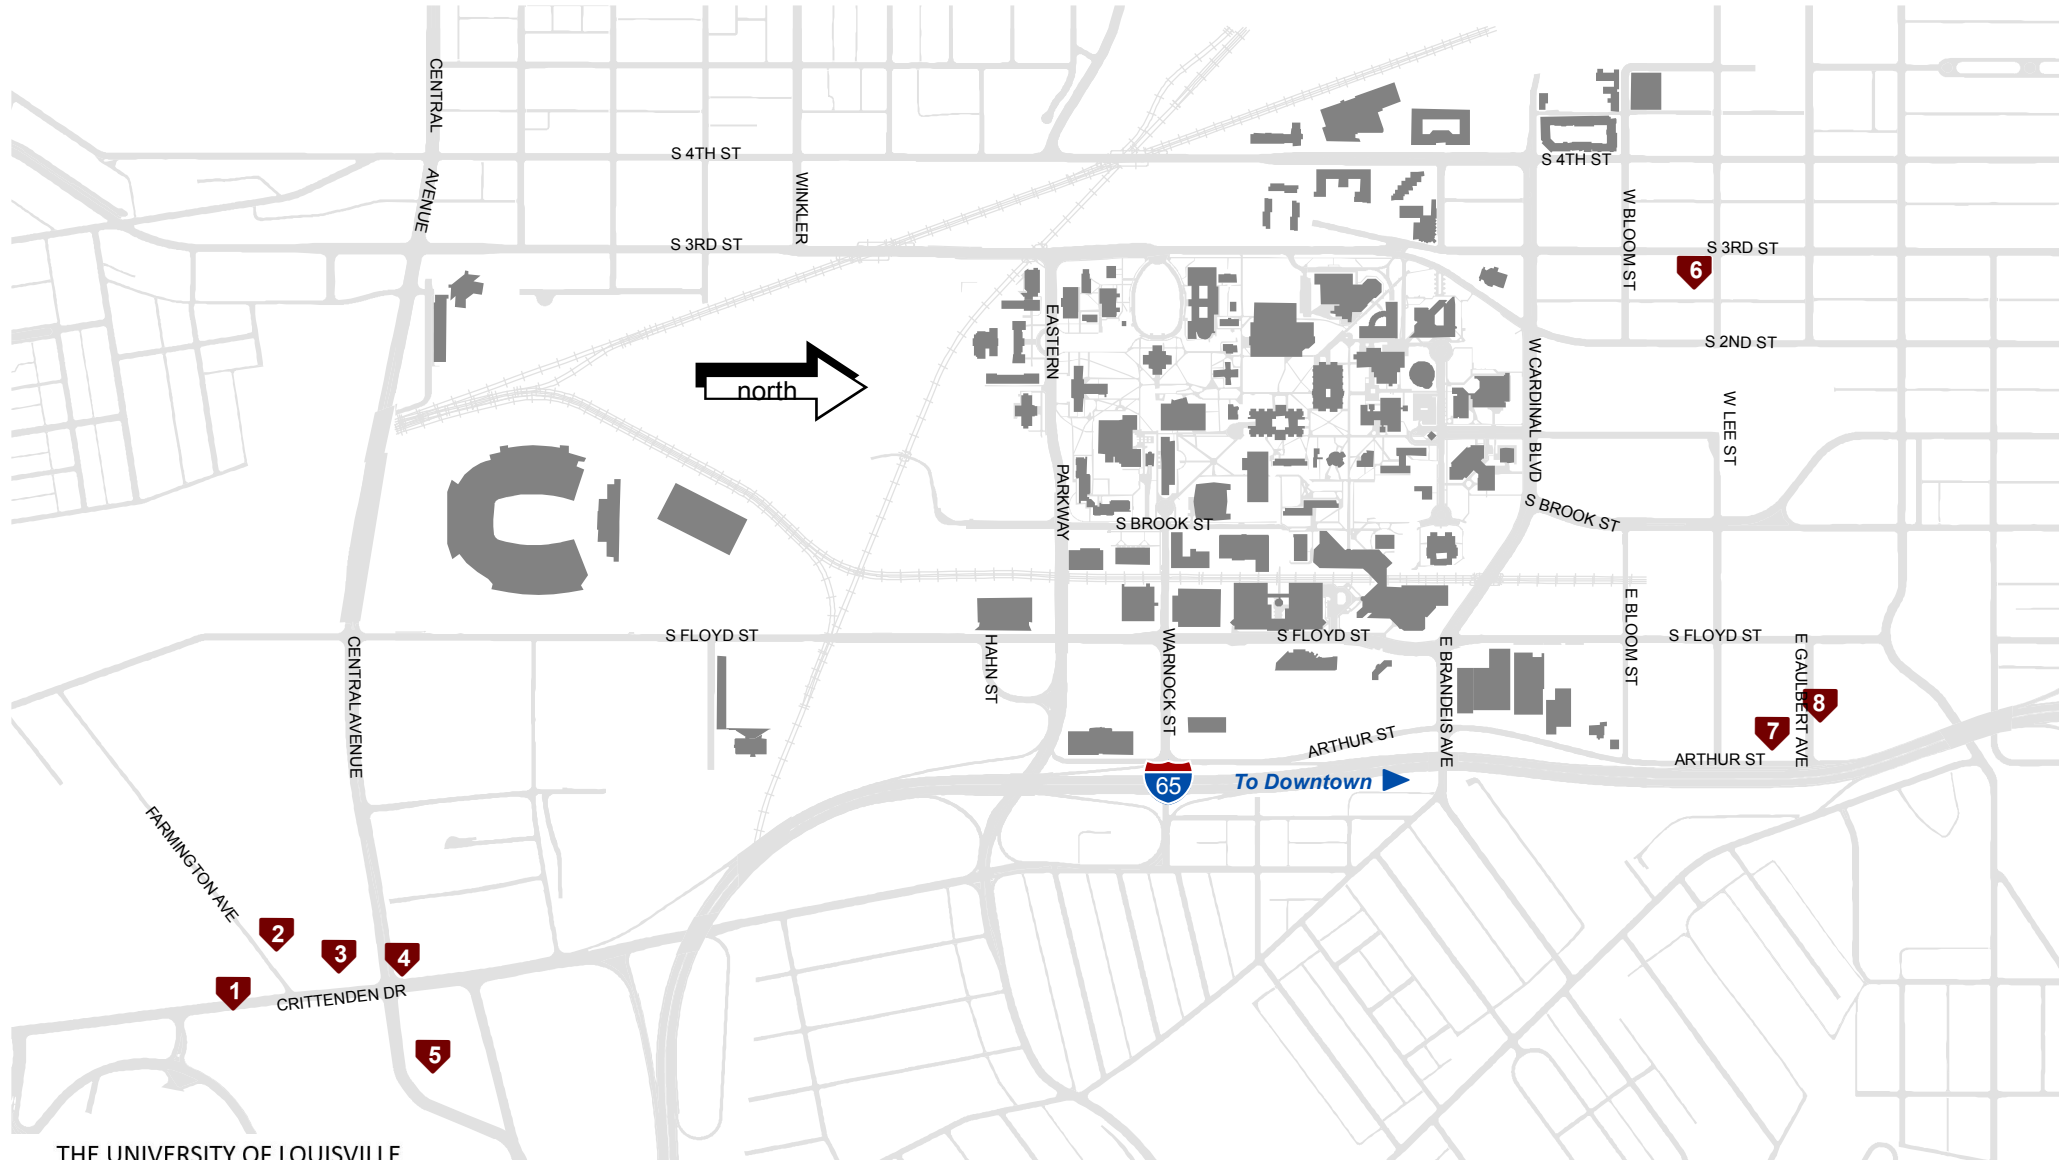 CENTRAL
AVENUE
S 4TH ST
S 4TH ST
WINKLER
W BLOOM ST
S 3RD ST
S 3RD ST
6
EASTERN
S 2ND ST
W CARDINAL BLVD
north
W LEE ST
PARKWAY
S BROOK ST
S BROOK ST
E BLOOM ST
S FLOYD ST
S FLOYD ST
S FLOYD ST
CENTRAL AVENUE
HAHN ST
WARNOCK ST
E BRANDEIS AVE
E GAULBERT AVE
8
7
ARTHUR ST
ARTHUR ST
65
To Downtown
FARMINGTON AVE
2
3
4
1
CRITTENDEN DR
5
THE UNIVERSITY OF LOUISVILLE